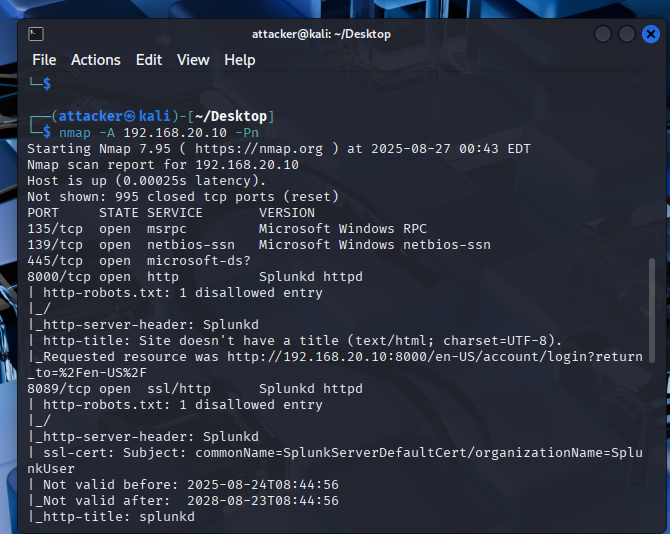 attacker@kali: ~/Desktop
File Actions Edit View Help
└─$
┌──(attacker㉿kali)-[~/Desktop]
└─$ nmap -A 192.168.20.10 -Pn
Starting Nmap 7.95 ( https://nmap.org ) at 2025-08-27 00:43 EDT
Nmap scan report for 192.168.20.10
Host is up (0.00025s latency).
Not shown: 995 closed tcp ports (reset)
PORT     STATE SERVICE       VERSION
135/tcp  open  msrpc         Microsoft Windows RPC
139/tcp  open  netbios-ssn   Microsoft Windows netbios-ssn
445/tcp  open  microsoft-ds?
8000/tcp open  http          Splunkd httpd
| http-robots.txt: 1 disallowed entry
|_/
|_http-server-header: Splunkd
| http-title: Site doesn't have a title (text/html; charset=UTF-8).
|_Requested resource was http://192.168.20.10:8000/en-US/account/login?return
_to=%2Fen-US%2F
8089/tcp open  ssl/http      Splunkd httpd
| http-robots.txt: 1 disallowed entry
|_/
|_http-server-header: Splunkd
| ssl-cert: Subject: commonName=SplunkServerDefaultCert/organizationName=Splu
nkUser
| Not valid before: 2025-08-24T08:44:56
|_Not valid after:  2028-08-23T08:44:56
|_http-title: splunkd